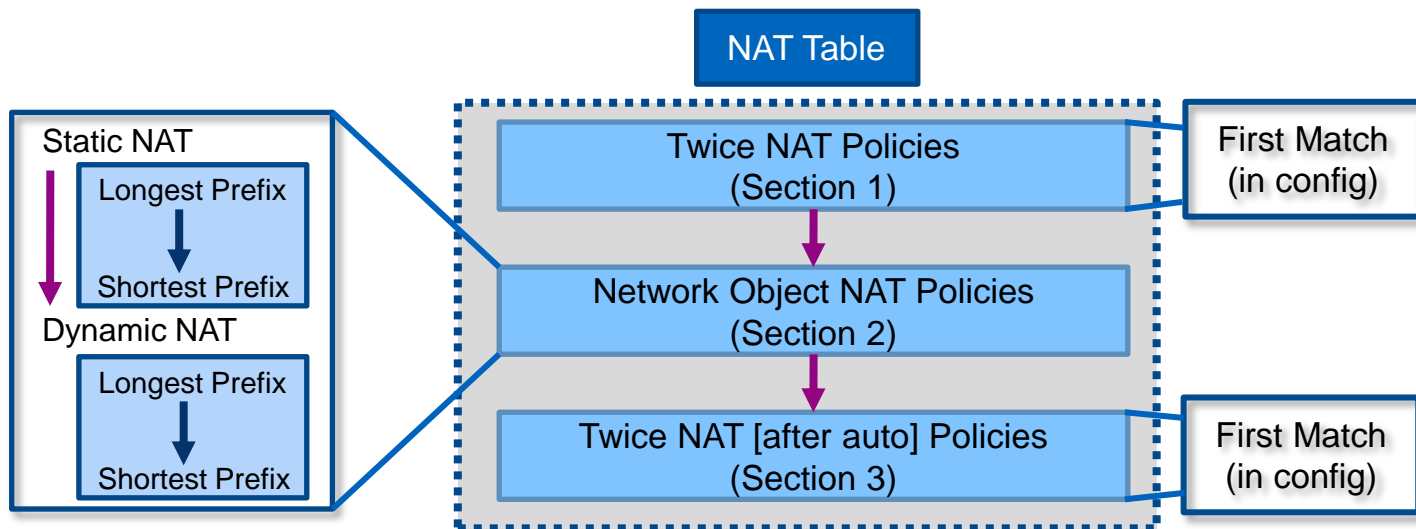 NAT Table
Static NAT
Longest Prefix
Shortest Prefix
Dynamic NAT
Longest Prefix
Shortest Prefix
Twice NAT Policies
(Section 1)
Network Object NAT Policies
(Section 2)
Twice NAT [after auto] Policies
(Section 3)
First Match
(in config)
First Match
(in config)